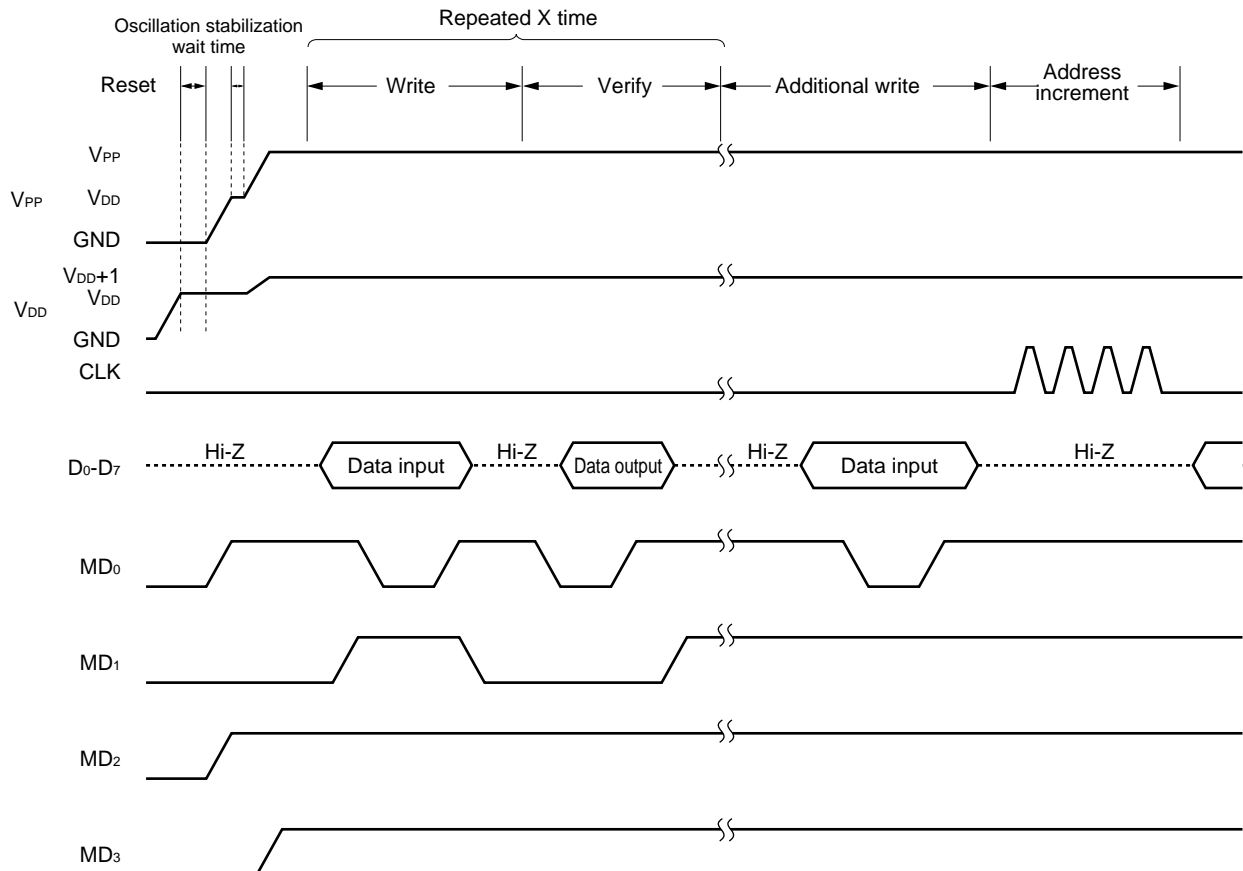 Oscillation stabilization
wait time
Repeated X time
Reset
Write
Verify
Additional write
Address
increment
VPP
VPP
VDD
GND
VDD+1
VDD
VDD
GND
CLK
D0-D7
Hi-Z
Data input
Hi-Z
Data output
Hi-Z
Data input
Hi-Z
MD0
MD1
MD2
MD3